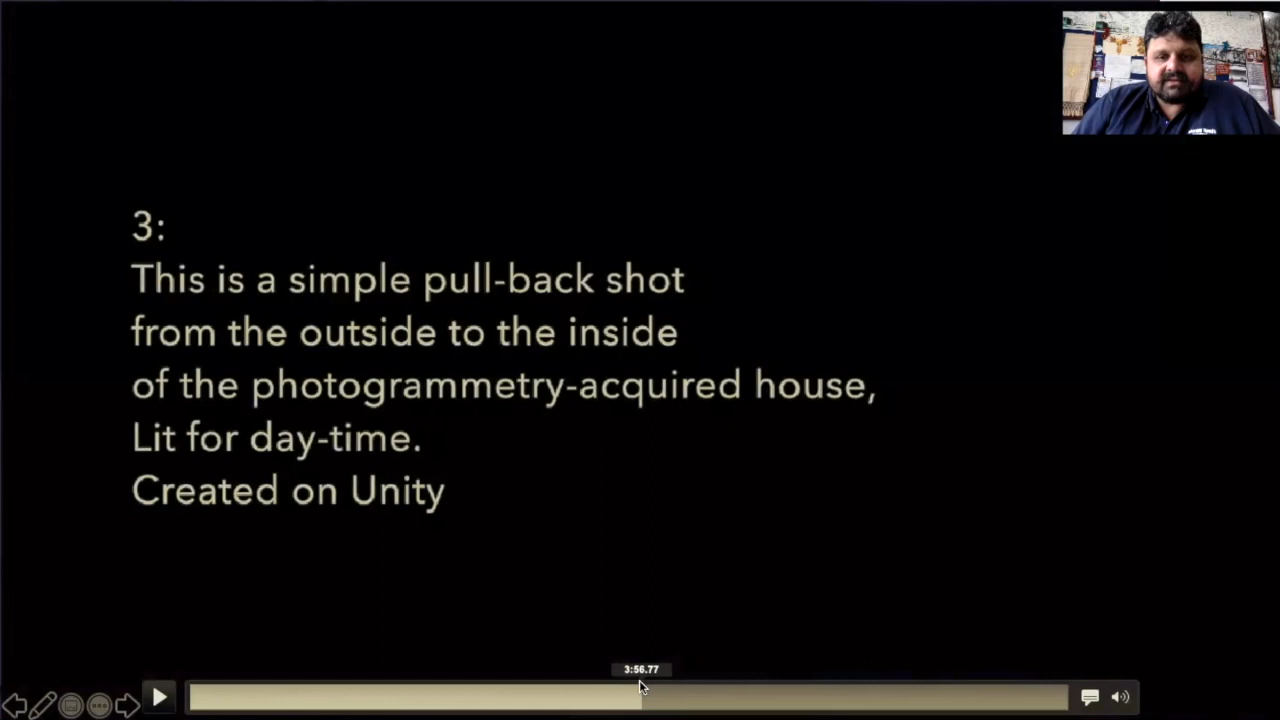 3:
This is a simple pull-back shot
from the outside to the inside
of the photogrammetry-acquired house,
Lit for day-time.
Created on Unity
3:56.77